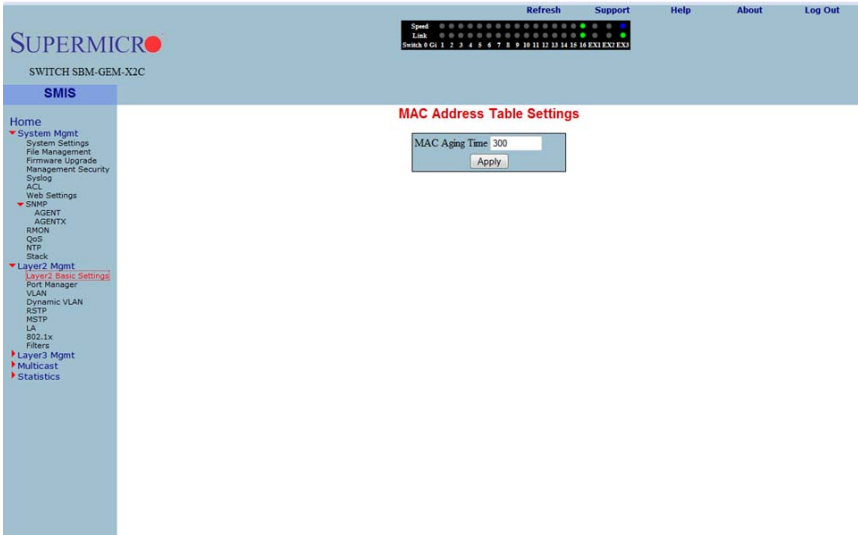 Refresh Support Help About Log Out
Speed
Link
Switch 0 Gi 1 2 3 4 5 6 7 8 9 10 11 12 13 14 15 16 EX1 EX2 EX3
SUPERMICRO
SWITCH SBM-GEM-X2C
SMIS
MAC Address Table Settings
MAC Aging Time 300
Apply
Home
System Mgmt
System Settings
File Management
Firmware Upgrade
Management Security
Syslog
ACL
Web Settings
SNMP
AGENT
AGENTX
RMON
QoS
NTP
Stack
Layer2 Mgmt
Layer2 Basic Settings
Port Manager
VLAN
Dynamic VLAN
RSTP
MSTP
LA
802.1x
Filters
Layer3 Mgmt
Multicast
Statistics